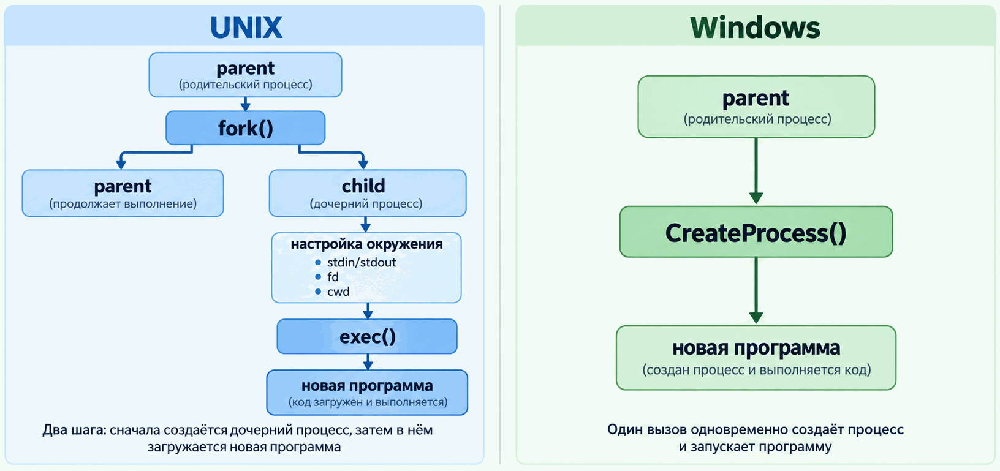 UNIX
parent
(родительский процесс)
fork()
parent
(продолжает выполнение)
child
(дочерний процесс)
настройка окружения
stdin/stdout
fd
cwd
exec()
новая программа
(код загружен и выполняется)
Два шага: сначала создаётся дочерний процесс, затем в нём
загружается новая программа
Windows
parent
(родительский процесс)
CreateProcess()
новая программа
(создан процесс и выполняется код)
Один вызов одновременно создаёт процесс
и запускает программу